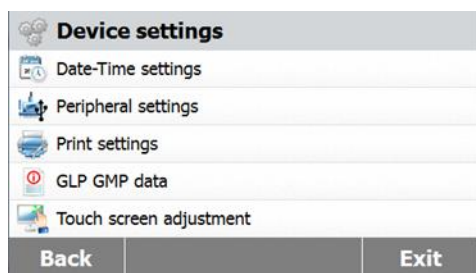 Device settings
Date-Time settings
Peripheral settings
Print settings
GLP GMP data
Touch screen adjustment
Back
Exit